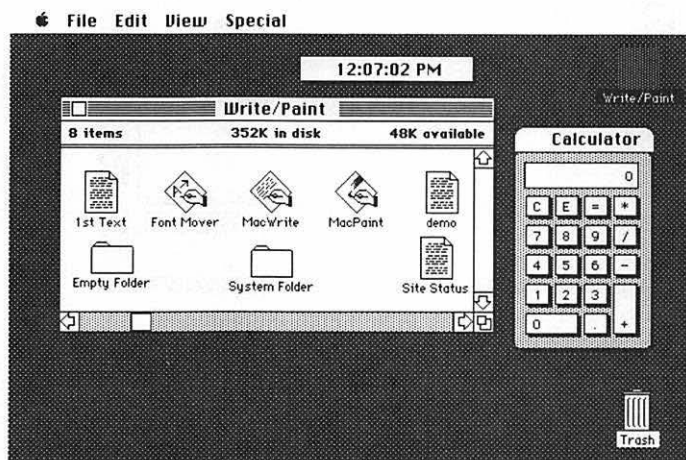 File Edit View Special
12:07:02 PM
Write/Paint
Write/Paint
8 items 352K in disk 48K available
Calculator
0
C E = *
7 8 9 /
4 5 6 -
1 2 3
0 . +
1st Text Font Mover MacWrite MacPaint demo
Empty Folder System Folder Site Status
Trash